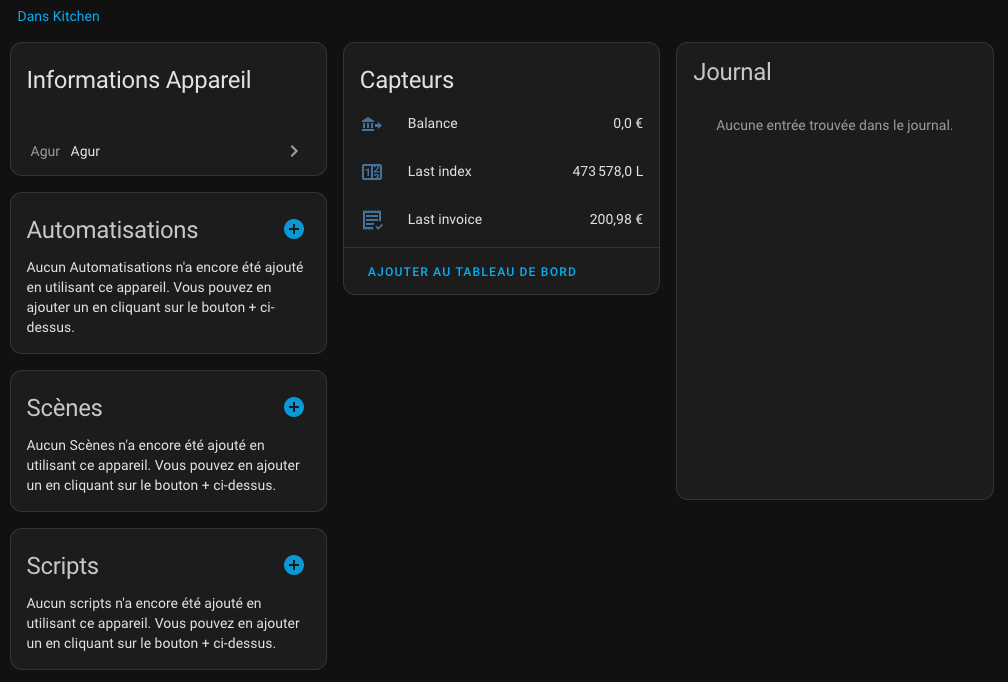 Dans Kitchen
Informations Appareil
Agur Agur
Automatisations
Aucun Automatisations n'a encore été ajouté
en utilisant ce appareil. Vous pouvez en
ajouter un en cliquant sur le bouton + ci-
dessus.
Scènes
Aucun Scènes n'a encore été ajouté en
utilisant ce appareil. Vous pouvez en ajouter
un en cliquant sur le bouton + ci-dessus.
Scripts
Aucun scripts n'a encore été ajouté en
utilisant ce appareil. Vous pouvez en ajouter
un en cliquant sur le bouton + ci-dessus.
Capteurs
Balance 0,0 €
Last index 473 578,0 L
Last invoice 200,98 €
AJOUTER AU TABLEAU DE BORD
Journal
Aucune entrée trouvée dans le journal.